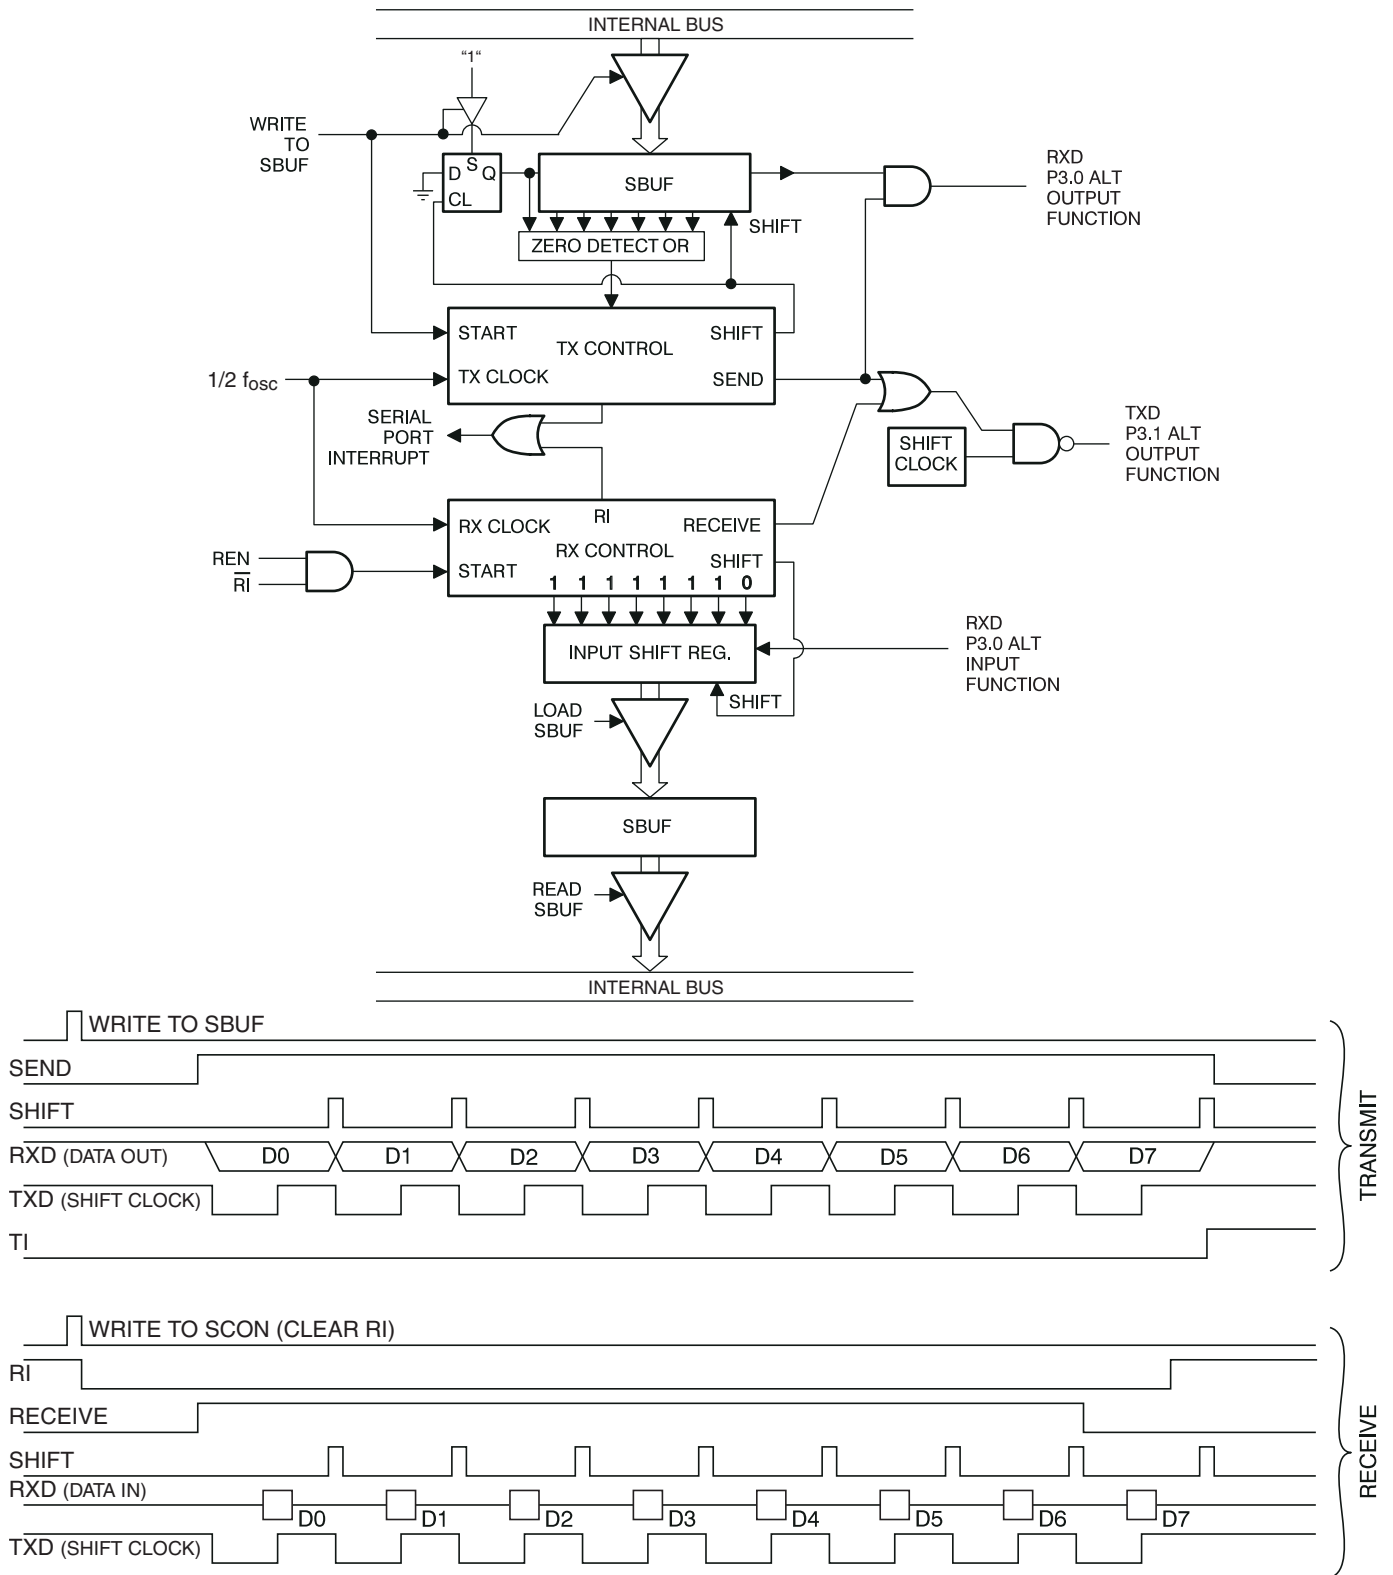 INTERNAL BUS
“1“
WRITE
TO
SBUF
D S Q
CL
SBUF
SHIFT
ZERO DETECT OR
RXD
P3.0 ALT
OUTPUT
FUNCTION
START
SHIFT
TX CONTROL
1/2 fosc
TX CLOCK
SEND
SERIAL
PORT
INTERRUPT
SHIFT
CLOCK
TXD
P3.1 ALT
OUTPUT
FUNCTION
RI
RX CLOCK
RECEIVE
RX CONTROL
SHIFT
REN
RI
START
1 1 1 1 1 1 1 0
INPUT SHIFT REG.
RXD
P3.0 ALT
INPUT
FUNCTION
SHIFT
LOAD
SBUF
SBUF
READ
SBUF
INTERNAL BUS
WRITE TO SBUF
SEND
SHIFT
RXD (DATA OUT) D0 D1 D2 D3 D4 D5 D6 D7
TXD (SHIFT CLOCK)
TI
TRANSMIT
WRITE TO SCON (CLEAR RI)
RI
RECEIVE
SHIFT
RXD (DATA IN)
D0 D1 D2 D3 D4 D5 D6 D7
TXD (SHIFT CLOCK)
RECEIVE